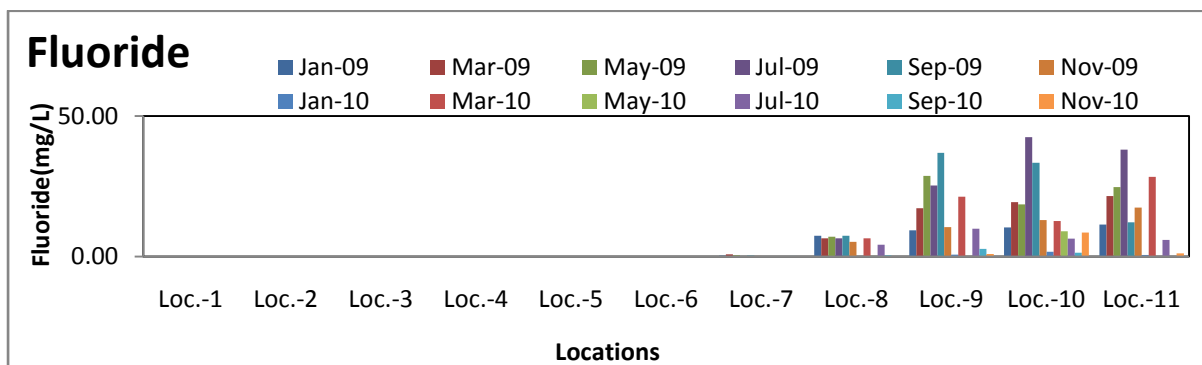 Fluoride
Jan-09 Mar-09 May-09 Jul-09 Sep-09 Nov-09
Jan-10 Mar-10 May-10 Jul-10 Sep-10 Nov-10
50.00
0.00
Fluoride(mg/L)
Loc.-1 Loc.-2 Loc.-3 Loc.-4 Loc.-5 Loc.-6 Loc.-7 Loc.-8 Loc.-9 Loc.-10 Loc.-11
Locations